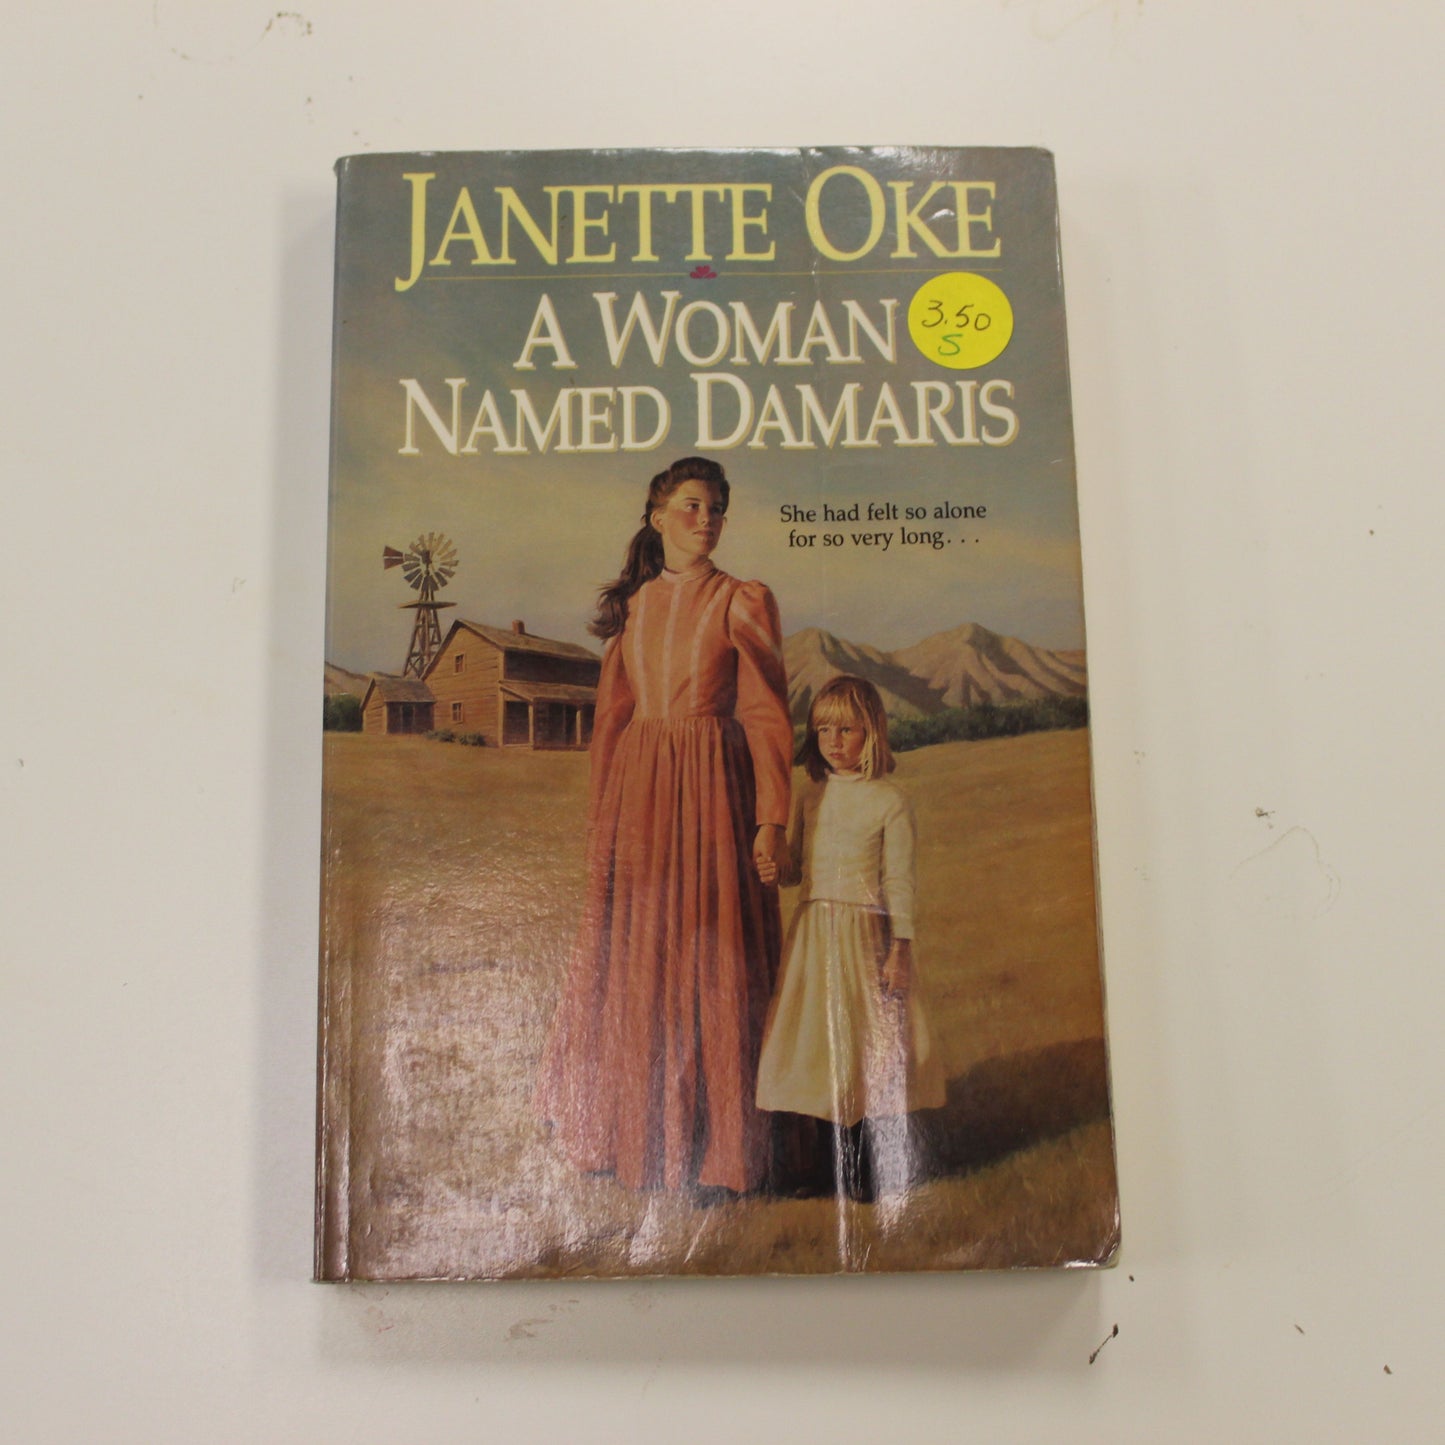 JANETTE OKE
A WOMAN
NAMED DAMARIS
3.50
S
She had felt so alone
for so very long. . .